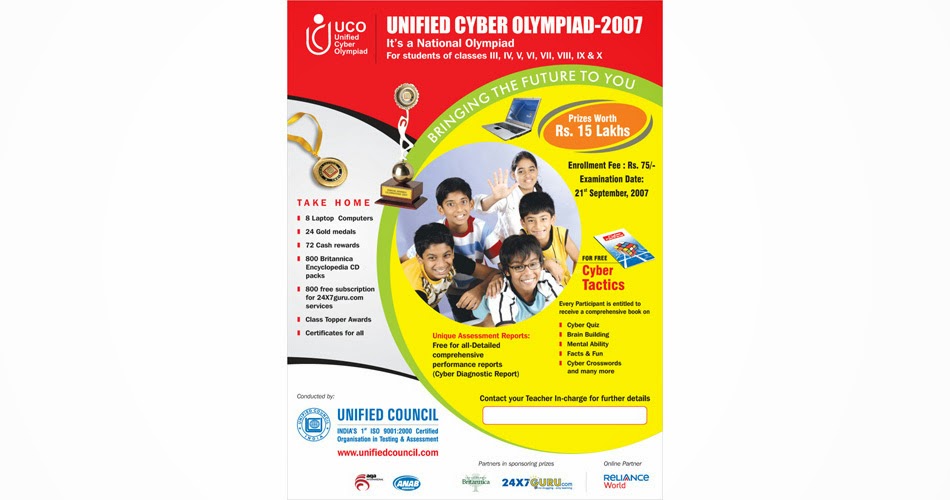 UCO
Unified
Cyber
Olympiad
UNIFIED CYBER OLYMPIAD-2007
It's a National Olympiad
For students of classes III, IV, V, VI, VII, VIII, IX & X
BRINGING THE FUTURE TO YOU
Prizes Worth
Rs. 15 Lakhs
Enrollment Fee : Rs. 75/-
Examination Date:
21st September, 2007
TAKE HOME
8 Laptop Computers
24 Gold medals
72 Cash rewards
800 Britannica
Encyclopedia CD
packs
800 free subscription
for 24X7guru.com
services
Class Topper Awards
Certificates for all
FOR FREE
Cyber
Tactics
Every Participant is entitled to
receive a comprehensive book on
Cyber Quiz
Brain Building
Mental Ability
Facts & Fun
Cyber Crosswords
and many more
Unique Assessment Reports:
Free for all-Detailed
comprehensive
performance reports
(Cyber Diagnostic Report)
Contact your Teacher In-charge for further details
Conducted by:
UNIFIED COUNCIL
INDIA'S 1st ISO 9001:2000 Certified
Organisation in Testing & Assessment
www.unifiedcouncil.com
UNIFIED COUNCIL
INDIA
Partners in sponsoring prizes
Online Partner
aqa
ANAB
Britannica
24X7GURU.com
RELIANCE
World